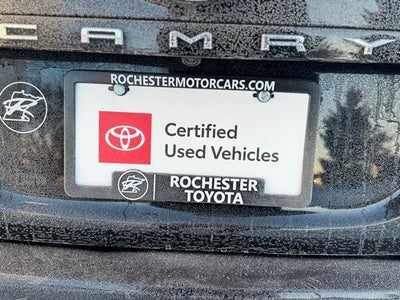 CAMRY
ROCHESTERMOTORCARS.COM
Certified
Used Vehicles
ROCHESTER
TOYOTA